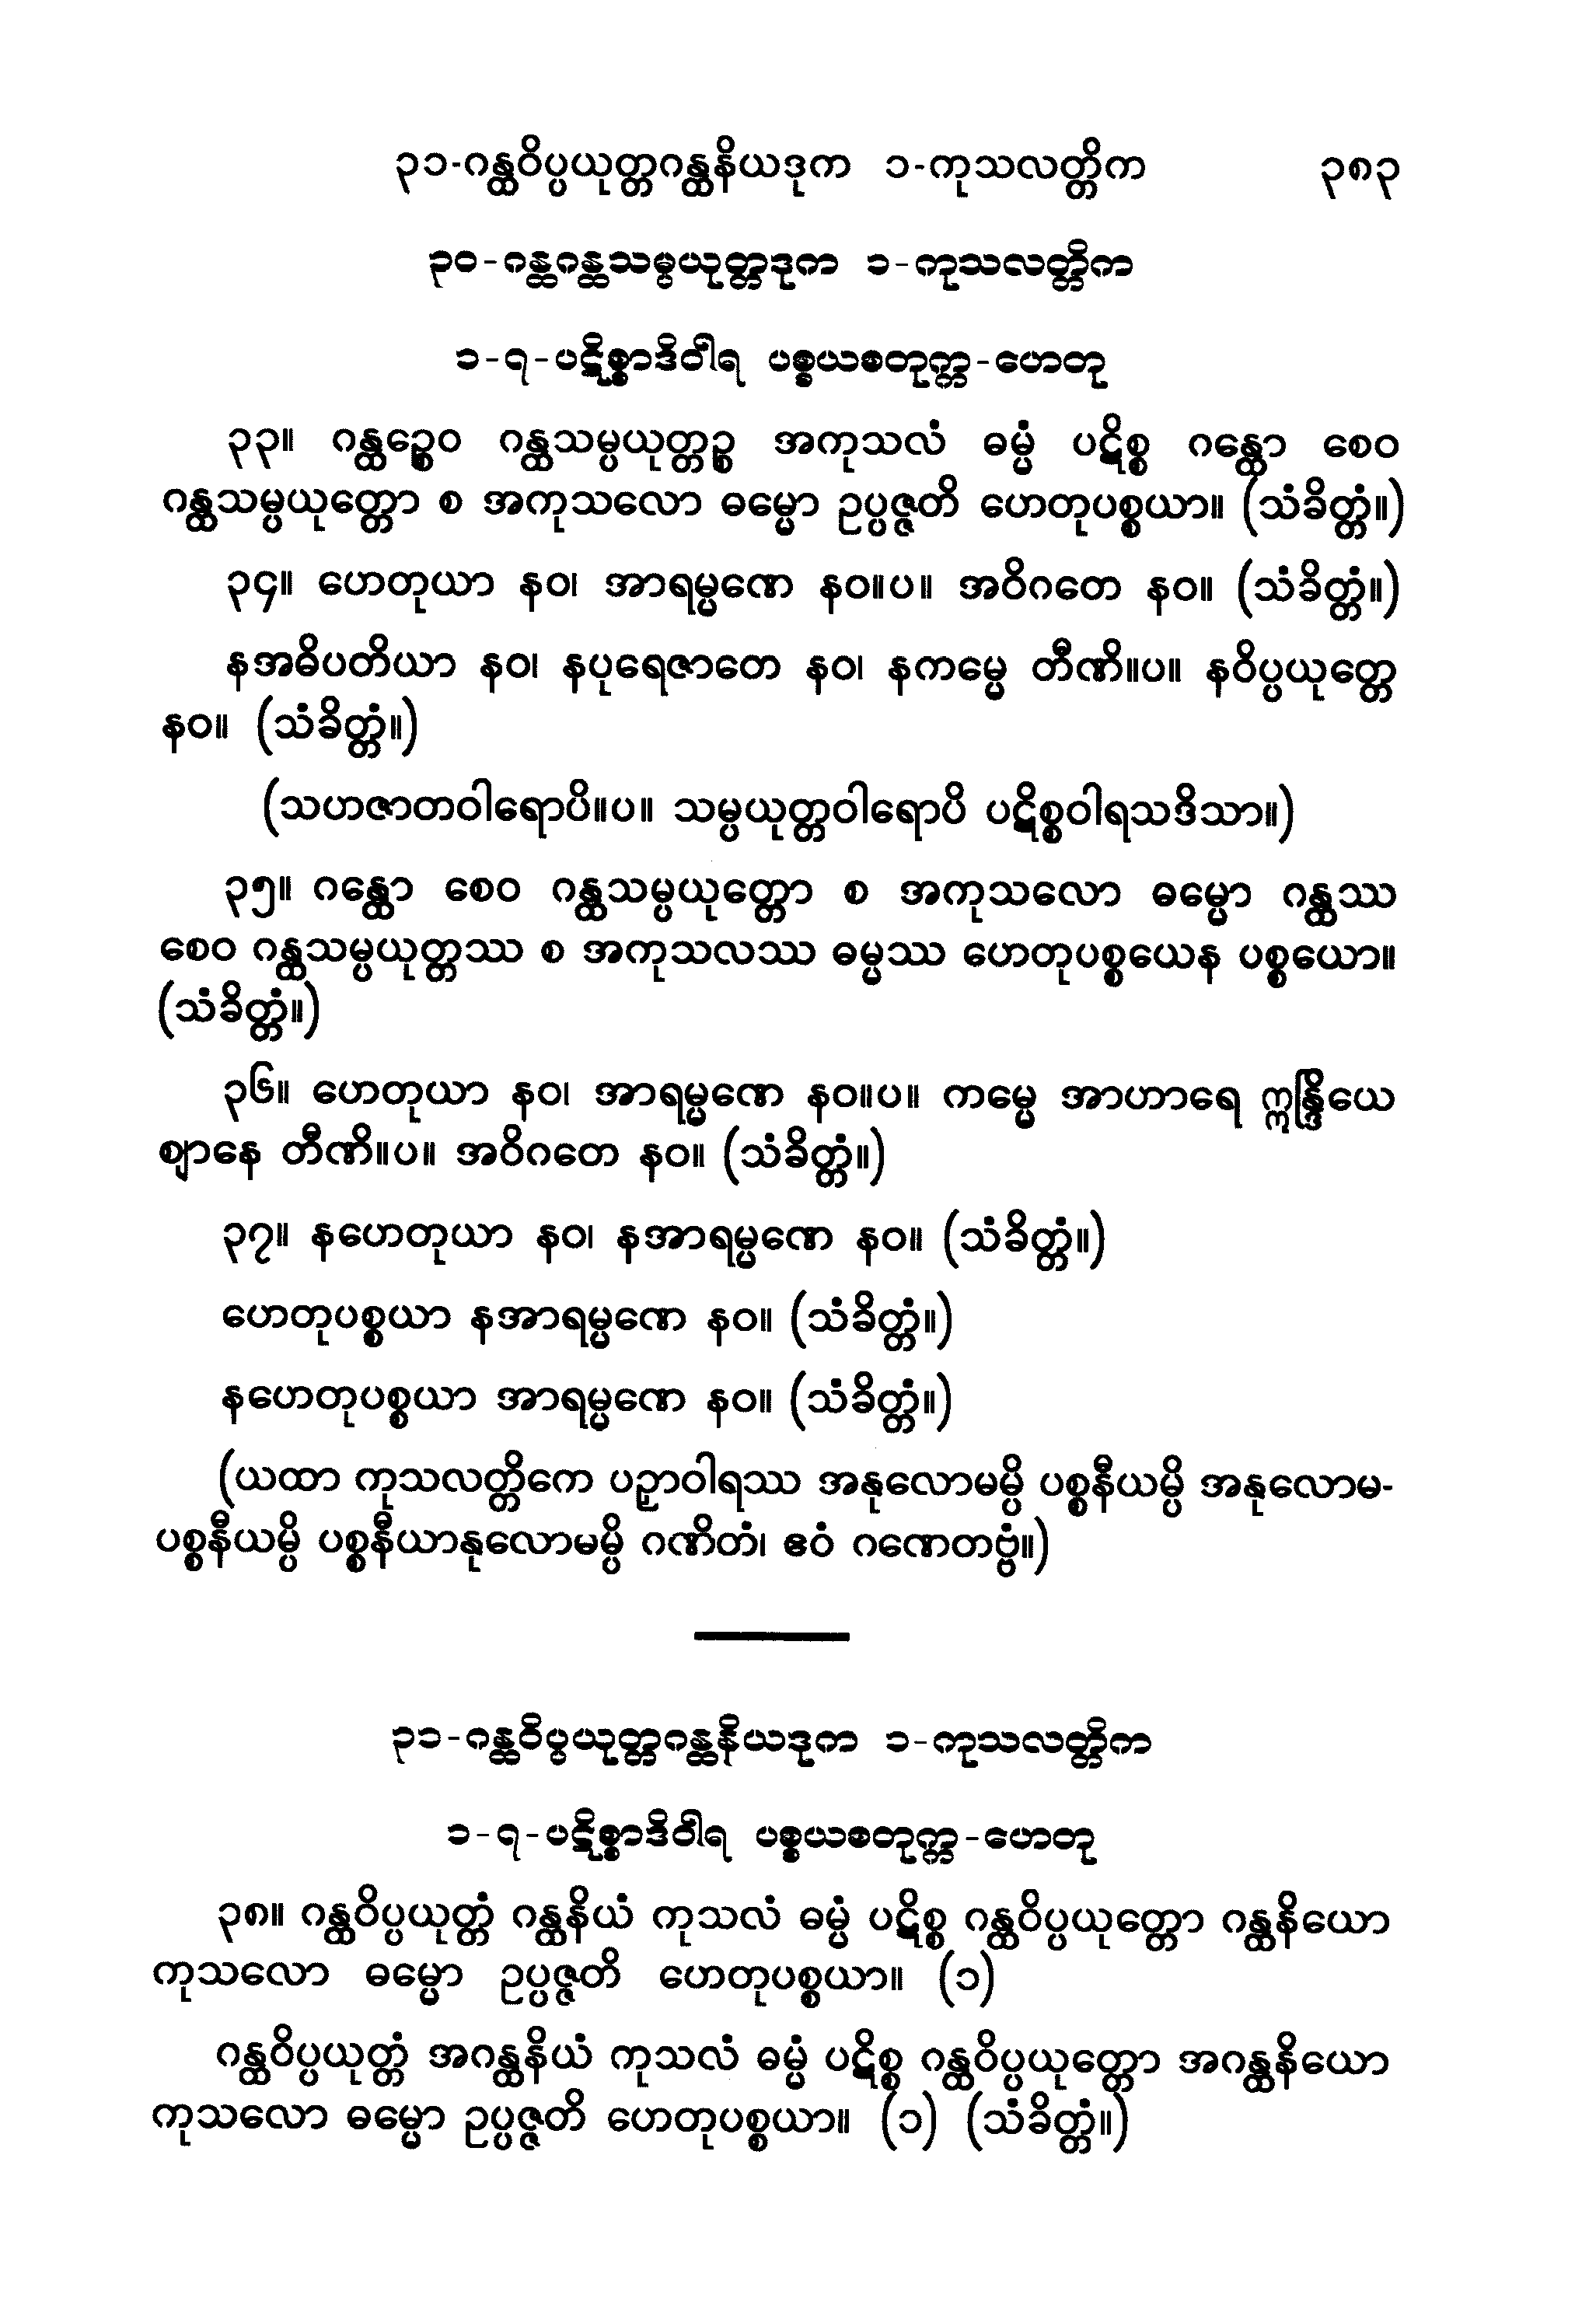 ၃၁-ဂန္ထဝိပ္ပယုတ္တဂန္ထနိယဒုက ၁-ကုသလတ္တိက ၃၈၃
၃၀-ဂန္ထဂန္ထသမ္ပယုတ္တဒုက ၁-ကုသလတ္တိက
၁-၇-ပဋိစ္စာဒိဝါရ ပစ္စယစတုက္က-ဟေတု
၃၃။ ဂန္ထဉ္စေဝ ဂန္ထသမ္ပယုတ္တဉ္စ အကုသလံ ဓမ္မံ ပဋိစ္စ ဂန္ထော စေဝ
ဂန္ထသမ္ပယုတ္တော စ အကုသလော ဓမ္မော ဥပ္ပဇ္ဇတိ ဟေတုပစ္စယာ။ (သံခိတ္တံ။)
၃၄။ ဟေတုယာ နဝ၊ အာရမ္မဏေ နဝ။ပ။ အဝိဂတေ နဝ။ (သံခိတ္တံ။)
နအဓိပတိယာ နဝ၊ နပုရေဇာတေ နဝ၊ နကမ္မေ တီဏိ။ပ။ နဝိပ္ပယုတ္တေ
နဝ။ (သံခိတ္တံ။)
(သဟဇာတဝါရောပိ။ပ။ သမ္ပယုတ္တဝါရောပိ ပဋိစ္စဝါရသဒိသာ။)
၃၅။ ဂန္ထော စေဝ ဂန္ထသမ္ပယုတ္တော စ အကုသလော ဓမ္မော ဂန္ထဿ
စေဝ ဂန္ထသမ္ပယုတ္တဿ စ အကုသလဿ ဓမ္မဿ ဟေတုပစ္စယေန ပစ္စယော။
(သံခိတ္တံ။)
၃၆။ ဟေတုယာ နဝ၊ အာရမ္မဏေ နဝ။ပ။ ကမ္မေ အာဟာရေ ဣန္ဒြိယေ
ဈာနေ တီဏိ။ပ။ အဝိဂတေ နဝ။ (သံခိတ္တံ။)
၃၇။ နဟေတုယာ နဝ၊ နအာရမ္မဏေ နဝ။ (သံခိတ္တံ။)
ဟေတုပစ္စယာ နအာရမ္မဏေ နဝ။ (သံခိတ္တံ။)
နဟေတုပစ္စယာ အာရမ္မဏေ နဝ။ (သံခိတ္တံ။)
(ယထာ ကုသလတ္တိကေ ပဉှာဝါရဿ အနုလောမမ္ပိ ပစ္စနီယမ္ပိ အနုလောမ-
ပစ္စနီယမ္ပိ ပစ္စနီယာနုလောမမ္ပိ ဂဏိတံ၊ ဧဝံ ဂဏေတဗ္ဗံ။)
၃၁-ဂန္ထဝိပ္ပယုတ္တဂန္ထနိယဒုက ၁-ကုသလတ္တိက
၁-၇-ပဋိစ္စာဒိဝါရ ပစ္စယစတုက္က-ဟေတု
၃၈။ ဂန္ထဝိပ္ပယုတ္တံ ဂန္ထနိယံ ကုသလံ ဓမ္မံ ပဋိစ္စ ဂန္ထဝိပ္ပယုတ္တော ဂန္ထနိယော
ကုသလော ဓမ္မော ဥပ္ပဇ္ဇတိ ဟေတုပစ္စယာ။ (၁)
ဂန္ထဝိပ္ပယုတ္တံ အဂန္ထနိယံ ကုသလံ ဓမ္မံ ပဋိစ္စ ဂန္ထဝိပ္ပယုတ္တော အဂန္ထနိယော
ကုသလော ဓမ္မော ဥပ္ပဇ္ဇတိ ဟေတုပစ္စယာ။ (၁) (သံခိတ္တံ။)